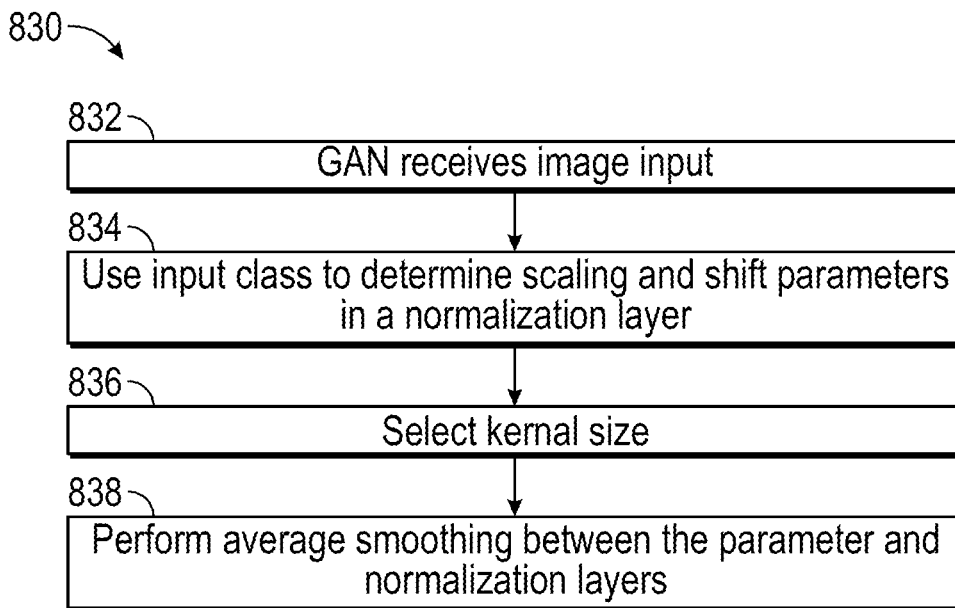 830
832
GAN receives image input
834
Use input class to determine scaling and shift parameters
in a normalization layer
836
Select kernal size
838
Perform average smoothing between the parameter and
normalization layers